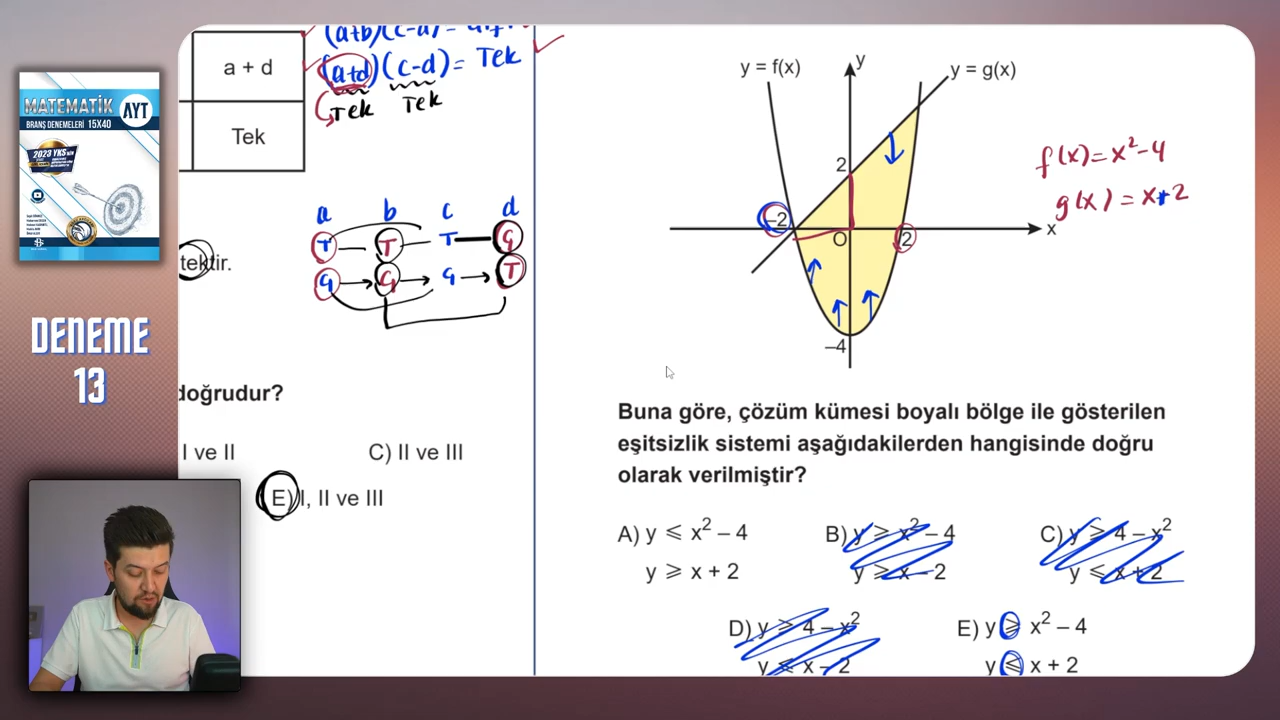 MATEMATİK AYT
BRANŞ DENEMELERİ 15X40
2023 YKS'NİN
DENEME
13
a + d
Tek
(a+d)(c-d) = Tek
Tek Tek
a b c d
T T T Ç
Ç Ç Ç T
tektir.
doğrudur?
I ve II
C) II ve III
E) I, II ve III
y = f(x)
y
y = g(x)
2
-2
O
2
x
-4
f(x) = x² - 4
g(x) = x + 2
Buna göre, çözüm kümesi boyalı bölge ile gösterilen
eşitsizlik sistemi aşağıdakilerden hangisinde doğru
olarak verilmiştir?
A) y ⩽ x² – 4
y ⩾ x + 2
B) y ⩾ x² – 4
y ⩾ x – 2
C) y ⩾ 4 – x²
y ⩽ x + 2
D) y ⩾ 4 – x²
y ⩽ x – 2
E) y ⩾ x² – 4
y ⩽ x + 2